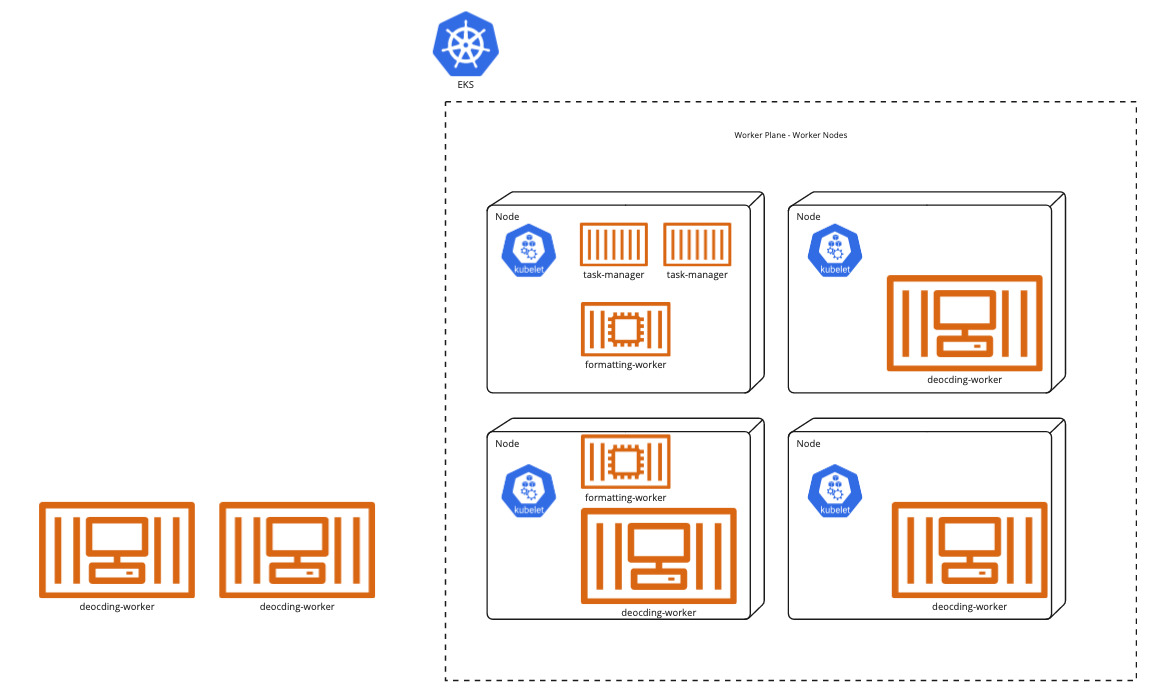 EKS
Worker Plane - Worker Nodes
Node
kubelet
task-manager
task-manager
formatting-worker
Node
kubelet
deocding-worker
Node
kubelet
formatting-worker
deocding-worker
Node
kubelet
deocding-worker
deocding-worker
deocding-worker